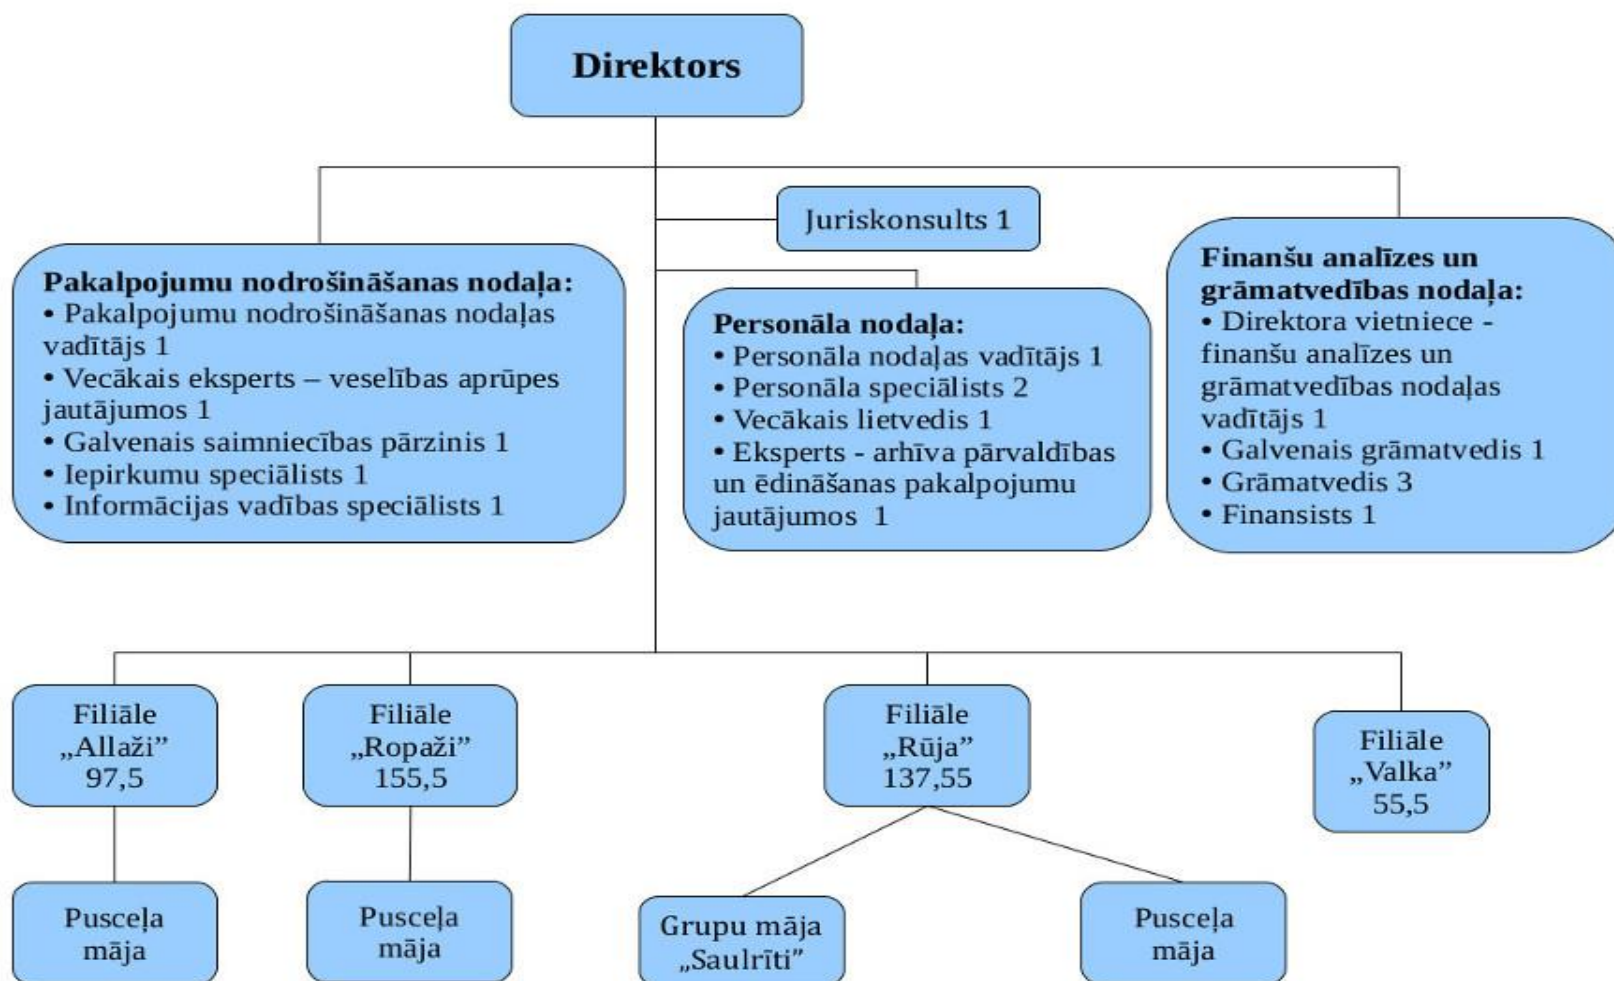 Direktors
Juriskonsults 1
Pakalpojumu nodrošināšanas nodaļa:
• Pakalpojumu nodrošināšanas nodaļas
vadītājs 1
• Vecākais eksperts – veselības aprūpes
jautājumos 1
• Galvenais saimniecības pārzinis 1
• Iepirkumu speciālists 1
• Informācijas vadības speciālists 1
Personāla nodaļa:
• Personāla nodaļas vadītājs 1
• Personāla speciālists 2
• Vecākais lietvedis 1
• Eksperts - arhīva pārvaldības
un ēdināšanas pakalpojumu
jautājumos 1
Finanšu analīzes un
grāmatvedības nodaļa:
• Direktora vietniece -
finanšu analīzes un
grāmatvedības nodaļas
vadītājs 1
• Galvenais grāmatvedis 1
• Grāmatvedis 3
• Finansists 1
Filiāle
„Allaži”
97,5
Filiāle
„Ropaži”
155,5
Filiāle
„Rūja”
137,55
Filiāle
„Valka”
55,5
Pusceļa
māja
Pusceļa
māja
Grupu māja
„Saulrīti”
Pusceļa
māja